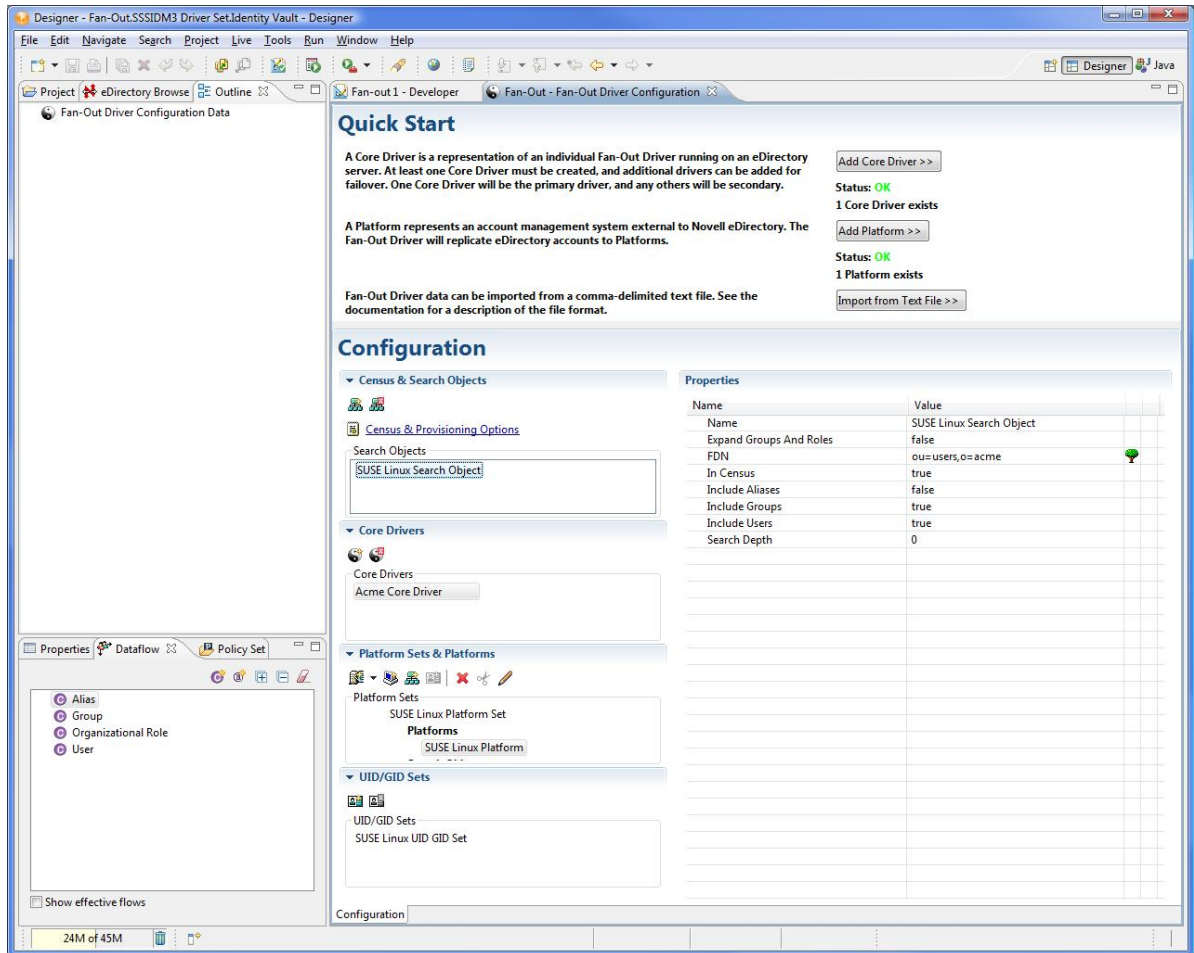 Designer - Fan-Out.SSSIDM3 Driver Set.Identity Vault - Designer
File Edit Navigate Search Project Live Tools Run Window Help
Designer Java
Project eDirectory Browse Outline
Fan-out1 - Developer Fan-Out - Fan-Out Driver Configuration
Fan-Out Driver Configuration Data
Quick Start
A Core Driver is a representation of an individual Fan-Out Driver running on an eDirectory
server. At least one Core Driver must be created, and additional drivers can be added for
failover. One Core Driver will be the primary driver, and any others will be secondary.
Add Core Driver >>
Status: OK
1 Core Driver exists
A Platform represents an account management system external to Novell eDirectory. The
Fan-Out Driver will replicate eDirectory accounts to Platforms.
Add Platform >>
Status: OK
1 Platform exists
Fan-Out Driver data can be imported from a comma-delimited text file. See the
documentation for a description of the file format.
Import from Text File >>
Configuration
Census & Search Objects
Census & Provisioning Options
Search Objects
SUSE Linux Search Object
Core Drivers
Core Drivers
Acme Core Driver
Platform Sets & Platforms
Platform Sets
SUSE Linux Platform Set
Platforms
SUSE Linux Platform
UID/GID Sets
UID/GID Sets
SUSE Linux UID GID Set
Properties
Name Value
Name SUSE Linux Search Object
Expand Groups And Roles false
FDN ou=users,o=acme
In Census true
Include Aliases false
Include Groups true
Include Users true
Search Depth 0
Properties Dataflow Policy Set
Alias
Group
Organizational Role
User
Show effective flows
Configuration
24M of 45M